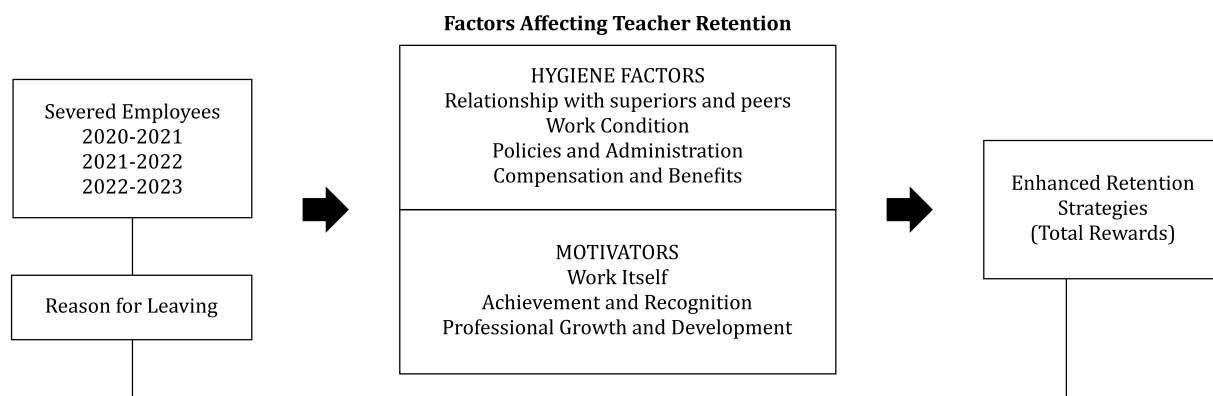 Factors Affecting Teacher Retention
Severed Employees
2020-2021
2021-2022
2022-2023
Reason for Leaving
HYGIENE FACTORS
Relationship with superiors and peers
Work Condition
Policies and Administration
Compensation and Benefits
MOTIVATORS
Work Itself
Achievement and Recognition
Professional Growth and Development
Enhanced Retention
Strategies
(Total Rewards)